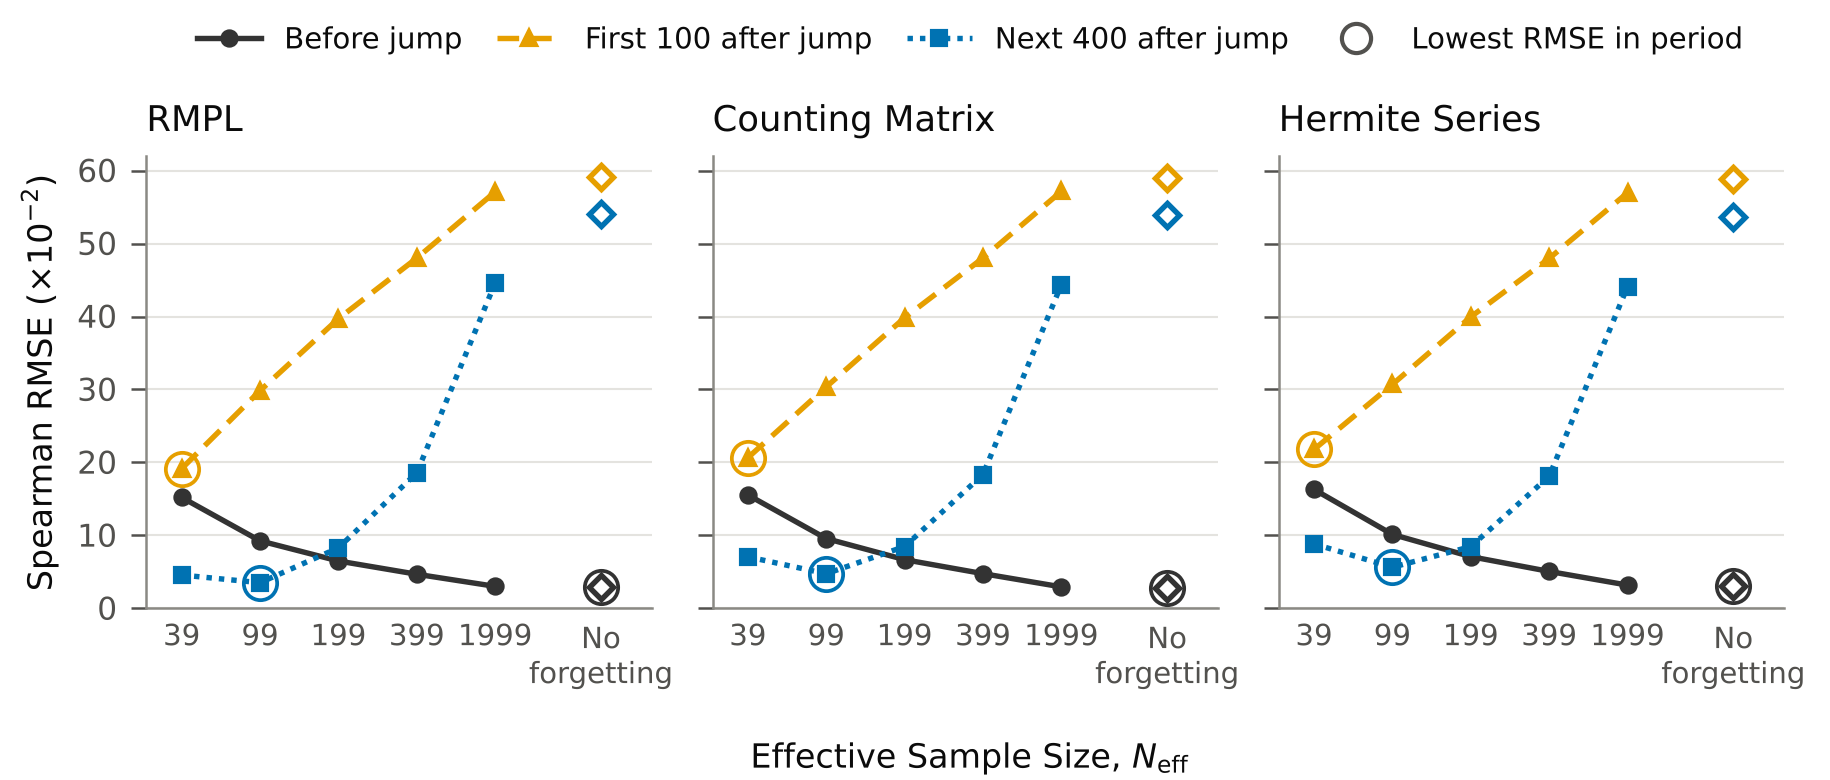 Before jump First 100 after jump Next 400 after jump Lowest RMSE in period
RMPL Counting Matrix Hermite Series
Spearman RMSE (×10⁻²)
60
50
40
30
20
10
0
39 99 199 399 1999 No forgetting
39 99 199 399 1999 No forgetting
39 99 199 399 1999 No forgetting
Effective Sample Size, N_eff